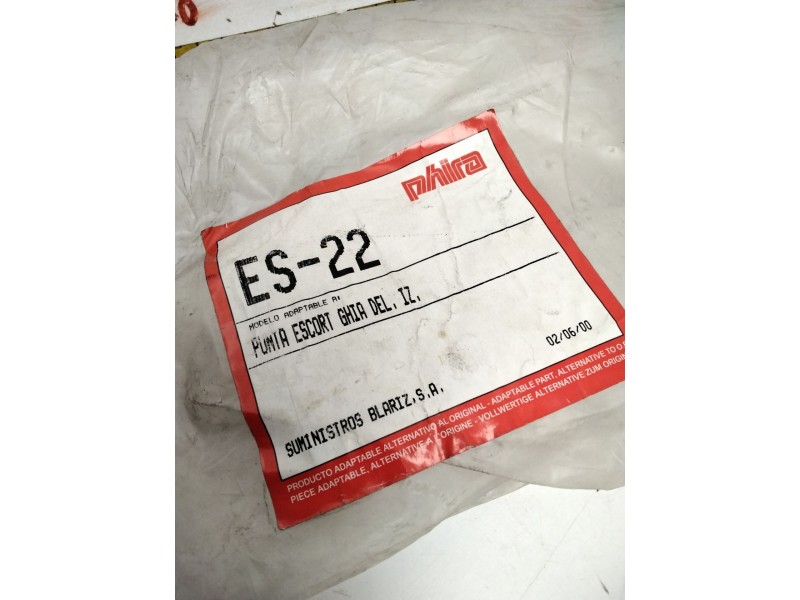 phira
ES-22
MODELO ADAPTABLE A:
PUNTA ESCORT GHIA DEL. IZ.
02/06/00
SUMINISTROS BLARIZ,S.A.
PRODUCTO ADAPTABLE ALTERNATIVO AL ORIGINAL - ADAPTABLE PART, ALTERNATIVE TO O.E
PIECE ADAPTABLE, ALTERNATIVE A L'ORIGINE - VOLLWERTIGE ALTERNATIVE ZUM ORIGIN